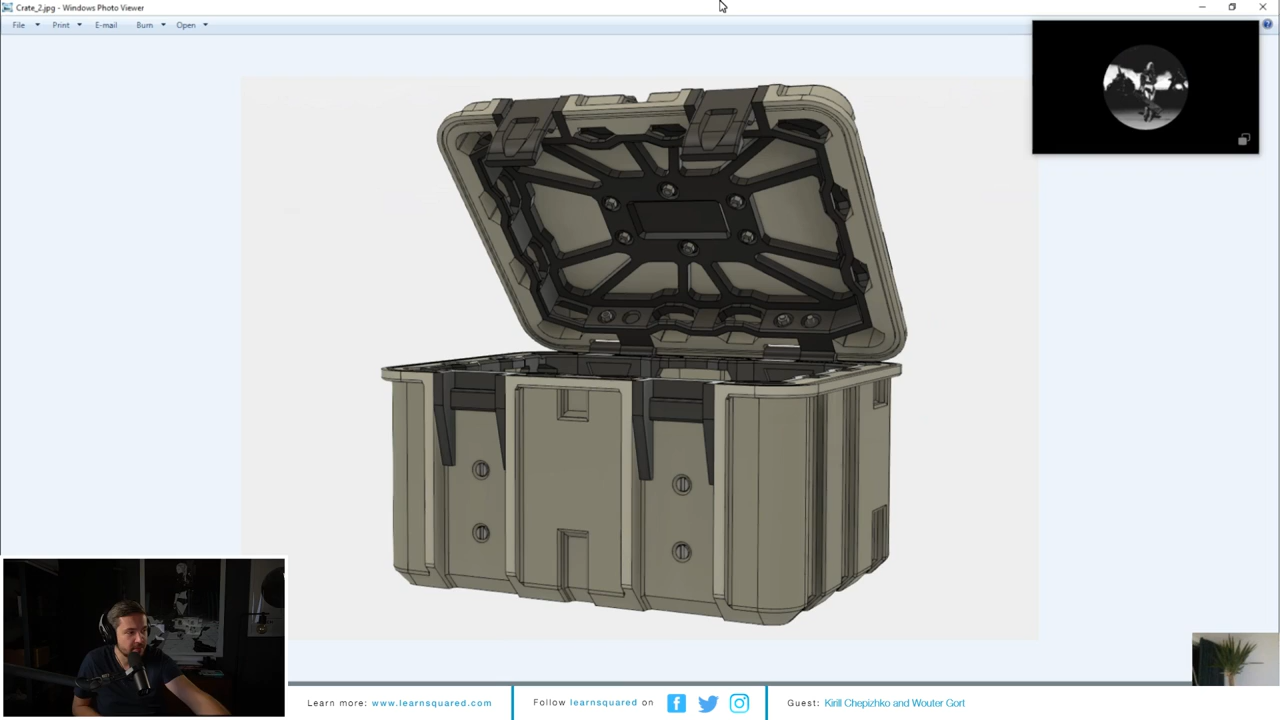 Crate_2.jpg - Windows Photo Viewer
File Print E-mail Burn Open
Learn more: www.learnsquared.com
Follow learnsquared on
Guest: Kirill Chepizhko and Wouter Gort